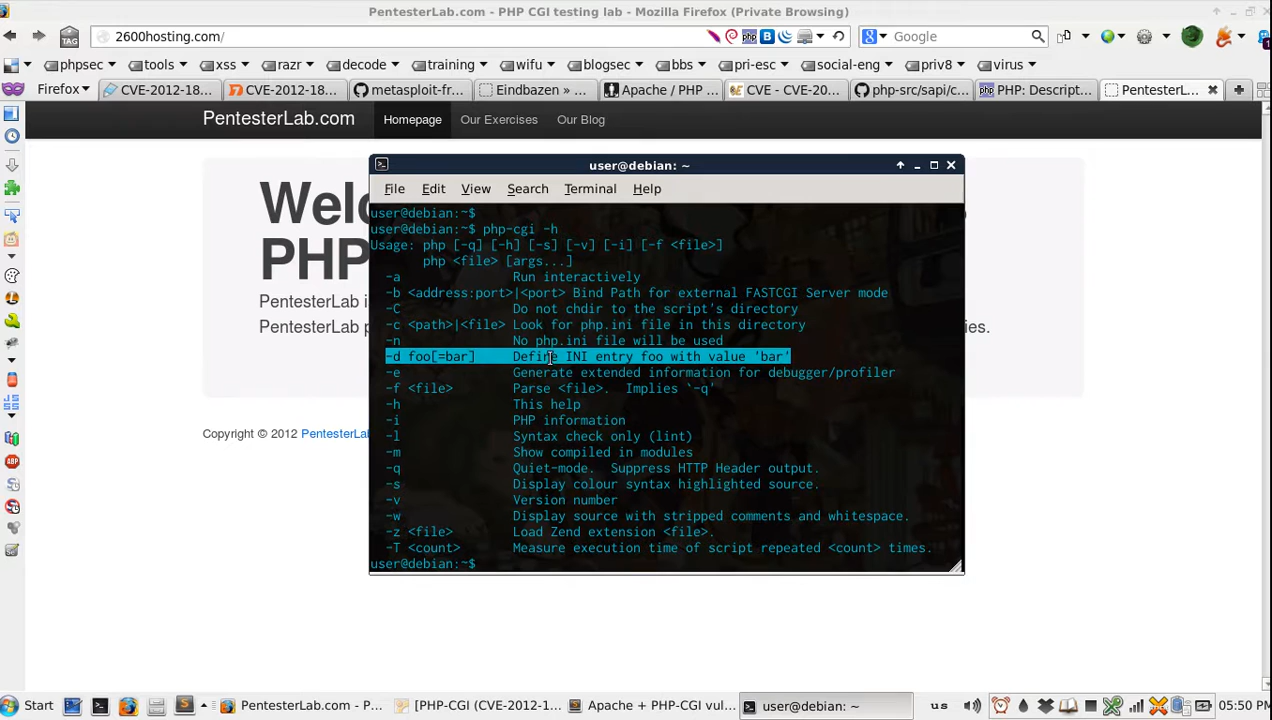 PentesterLab.com - PHP CGI testing lab - Mozilla Firefox (Private Browsing)
TAG
2600hosting.com/
php
B
Google
phpsec tools xss razr decode training wifu blogsec bbs pri-esc social-eng priv8 virus
Firefox CVE-2012-18... CVE-2012-18... metasploit-fr... Eindbazen » ... Apache / PHP ... CVE - CVE-20... php-src/sapi/c... PHP: Descript... PentesterL...
PentesterLab.com Homepage Our Exercises Our Blog
Welc
PHP
PentesterLab is
PentesterLab p
es.
Copyright © 2012 PentesterL
JS
ABP
user@debian: ~
File Edit View Search Terminal Help
user@debian:~$
user@debian:~$ php-cgi -h
Usage: php [-q] [-h] [-s] [-v] [-i] [-f <file>]
php <file> [args...]
-a Run interactively
-b <address:port>|<port> Bind Path for external FASTCGI Server mode
-C Do not chdir to the script's directory
-c <path>|<file> Look for php.ini file in this directory
-n No php.ini file will be used
-d foo[=bar] Define INI entry foo with value 'bar'
-e Generate extended information for debugger/profiler
-f <file> Parse <file>. Implies `-q'
-h This help
-i PHP information
-l Syntax check only (lint)
-m Show compiled in modules
-q Quiet-mode. Suppress HTTP Header output.
-s Display colour syntax highlighted source.
-v Version number
-w Display source with stripped comments and whitespace.
-z <file> Load Zend extension <file>.
-T <count> Measure execution time of script repeated <count> times.
user@debian:~$
Start PentesterLab.com - P... [PHP-CGI (CVE-2012-1... Apache + PHP-CGI vul... user@debian: ~ us 05:50 PM